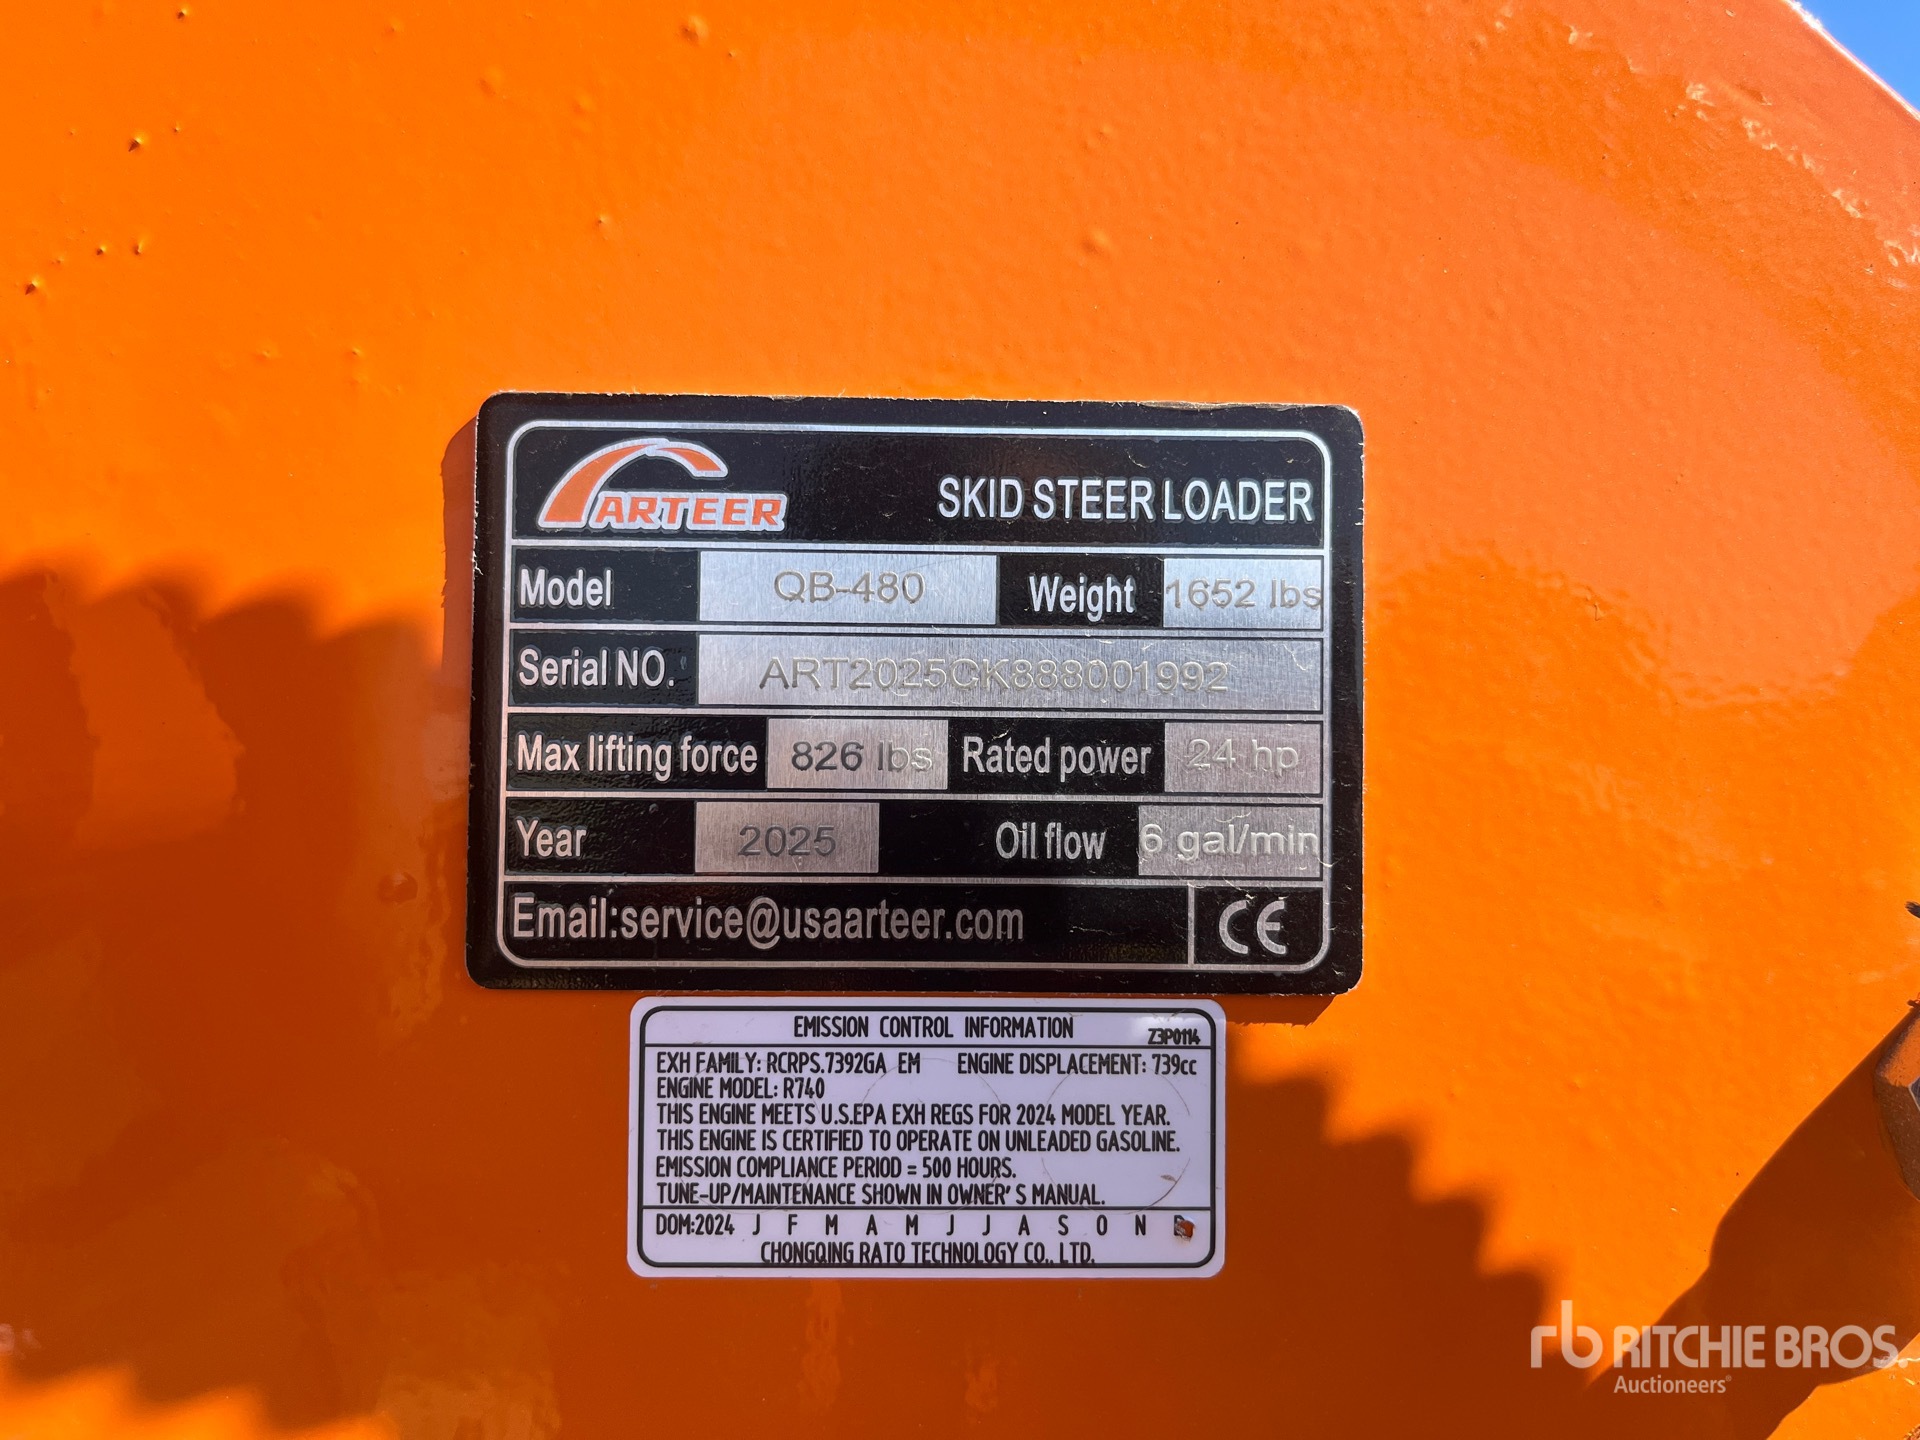 ARTEER
SKID STEER LOADER
Model QB-480 Weight 1652 lbs
Serial NO. ART2025GK888001992
Max lifting force 826 lbs Rated power 24 hp
Year 2025 Oil flow 6 gal/min
Email:service@usaarteer.com CE
EMISSION CONTROL INFORMATION Z3P0114
EXH FAMILY: RCRPS.7392GA EM ENGINE DISPLACEMENT: 739cc
ENGINE MODEL: R740
THIS ENGINE MEETS U.S.EPA EXH REGS FOR 2024 MODEL YEAR.
THIS ENGINE IS CERTIFIED TO OPERATE ON UNLEADED GASOLINE.
EMISSION COMPLIANCE PERIOD = 500 HOURS.
TUNE-UP/MAINTENANCE SHOWN IN OWNER'S MANUAL.
DOM:2024 J F M A M J J A S O N D
CHONGQING RATO TECHNOLOGY CO., LTD.
rb RITCHIE BROS.
Auctioneers®